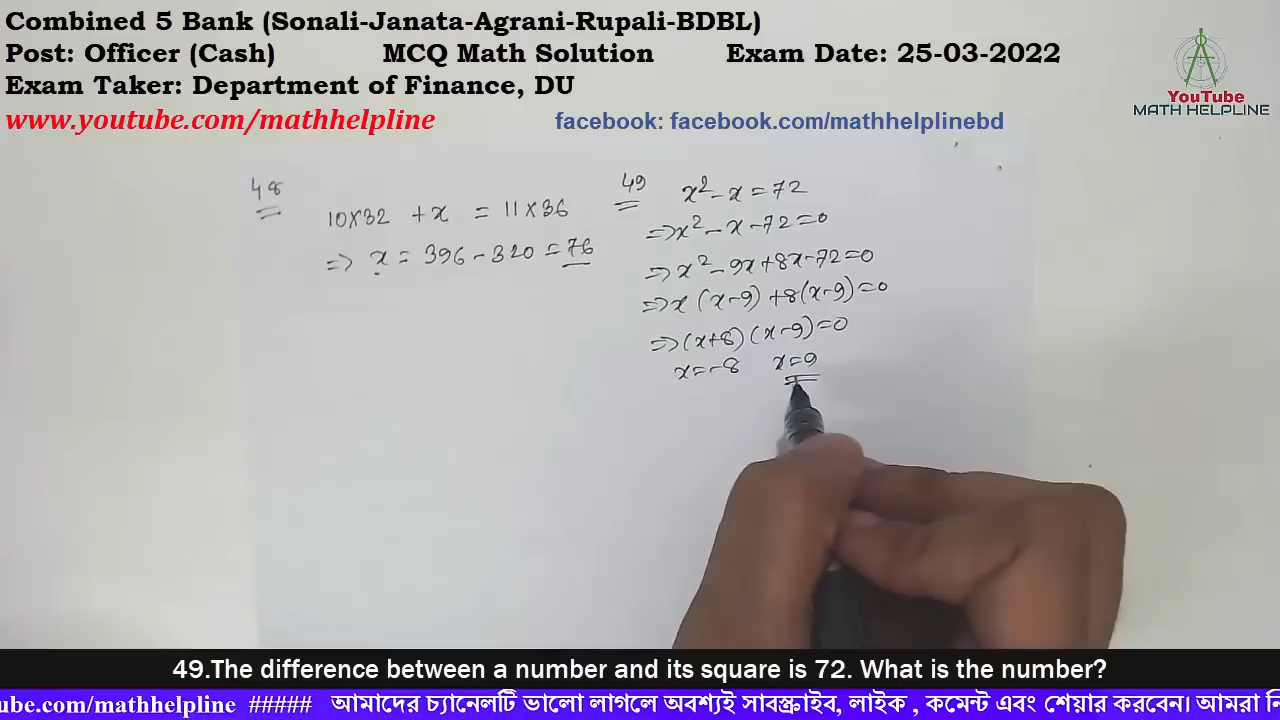 Combined 5 Bank (Sonali-Janata-Agrani-Rupali-BDBL)
Post: Officer (Cash) MCQ Math Solution Exam Date: 25-03-2022
Exam Taker: Department of Finance, DU
www.youtube.com/mathhelpline facebook: facebook.com/mathhelplinebd
YouTube
MATH HELPLINE
48
10×32 + x = 11×36
⇒ x = 396 - 320 = 76
49 x² - x = 72
⇒ x² - x - 72 = 0
⇒ x² - 9x + 8x - 72 = 0
⇒ x (x-9) + 8(x-9) = 0
⇒ (x+8) (x-9) = 0
x = -8 x = 9
49.The difference between a number and its square is 72. What is the number?
ube.com/mathhelpline ##### আমাদের চ্যানেলটি ভালো লাগলে অবশ্যই সাবস্ক্রাইব, লাইক , কমেন্ট এবং শেয়ার করবেন। আমরা নি